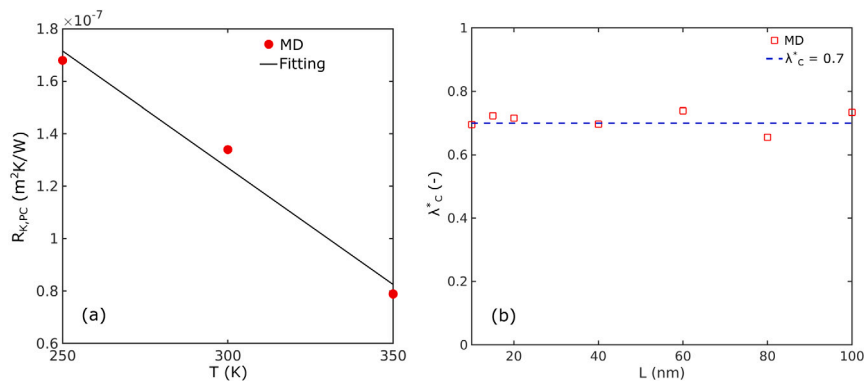 ×10⁻⁷
1.8
1.6
1.4
1.2
1
0.8
0.6
250
300
350
T (K)
R_K,PC (m²K/W)
MD
Fitting
(a)
1
0.8
0.6
0.4
0.2
0
20
40
60
80
100
L (nm)
λ*_C (-)
MD
λ*_C = 0.7
(b)